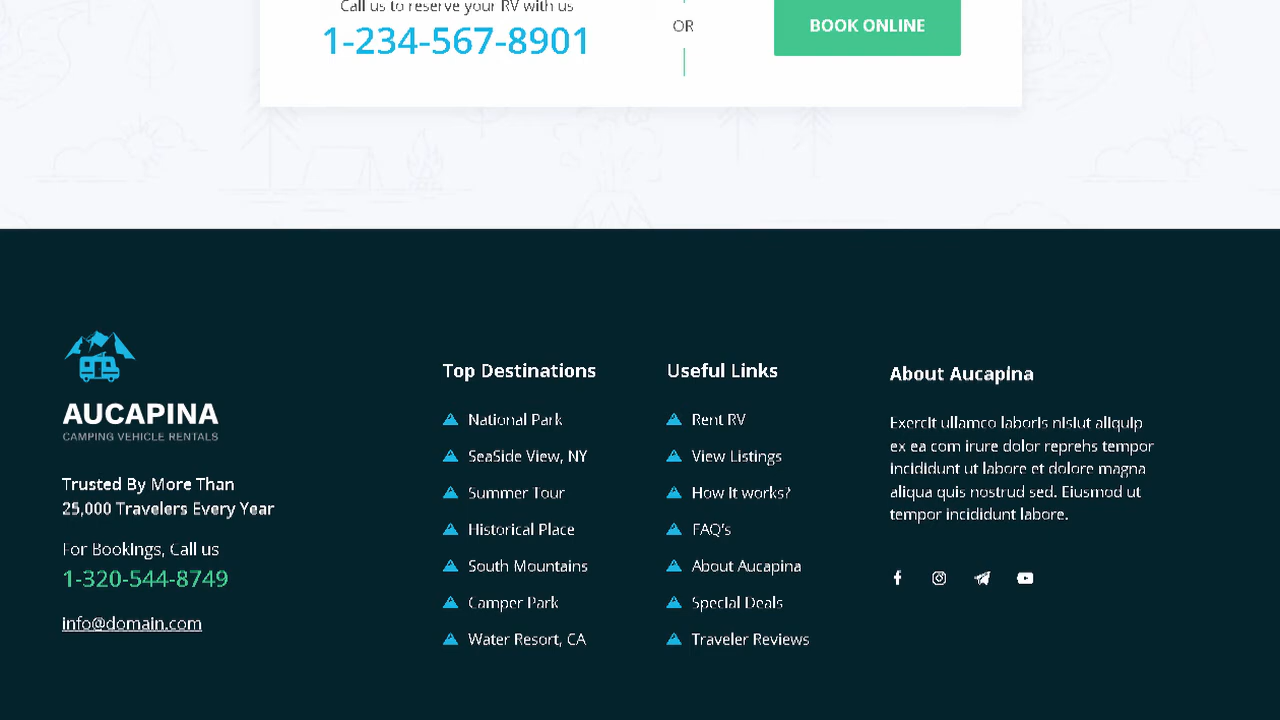 Call us to reserve your RV with us
1-234-567-8901
OR
BOOK ONLINE
AUCAPINA
CAMPING VEHICLE RENTALS
Trusted By More Than
25,000 Travelers Every Year
For Bookings, Call us
1-320-544-8749
info@domain.com
Top Destinations
National Park
SeaSide View, NY
Summer Tour
Historical Place
South Mountains
Camper Park
Water Resort, CA
Useful Links
Rent RV
View Listings
How It works?
FAQ's
About Aucapina
Special Deals
Traveler Reviews
About Aucapina
Exercit ullamco laboris nisiut aliquip
ex ea com irure dolor reprehs tempor
incididunt ut labore et dolore magna
aliqua quis nostrud sed. Eiusmod ut
tempor incididunt labore.